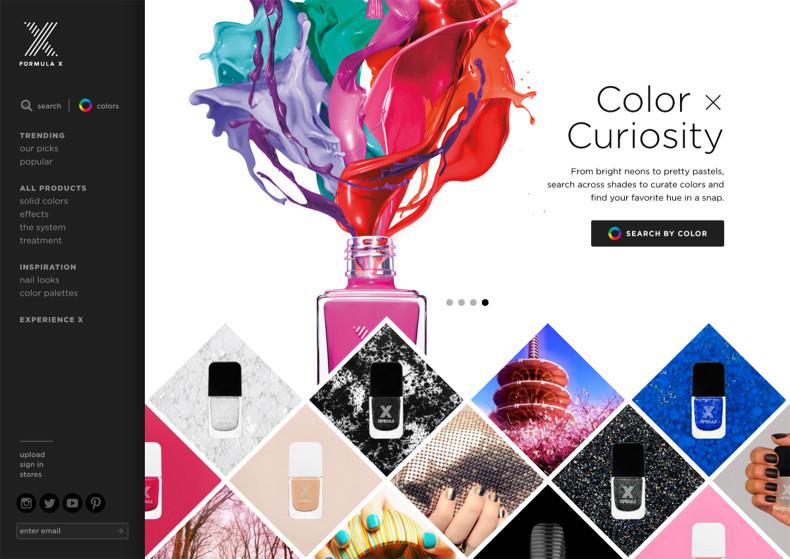 FORMULA X
search
colors
TRENDING
our picks
popular
ALL PRODUCTS
solid colors
effects
the system
treatment
INSPIRATION
nail looks
color palettes
EXPERIENCE X
upload
sign in
stores
enter email
Color ×
Curiosity
From bright neons to pretty pastels,
search across shades to curate colors and
find your favorite hue in a snap.
SEARCH BY COLOR